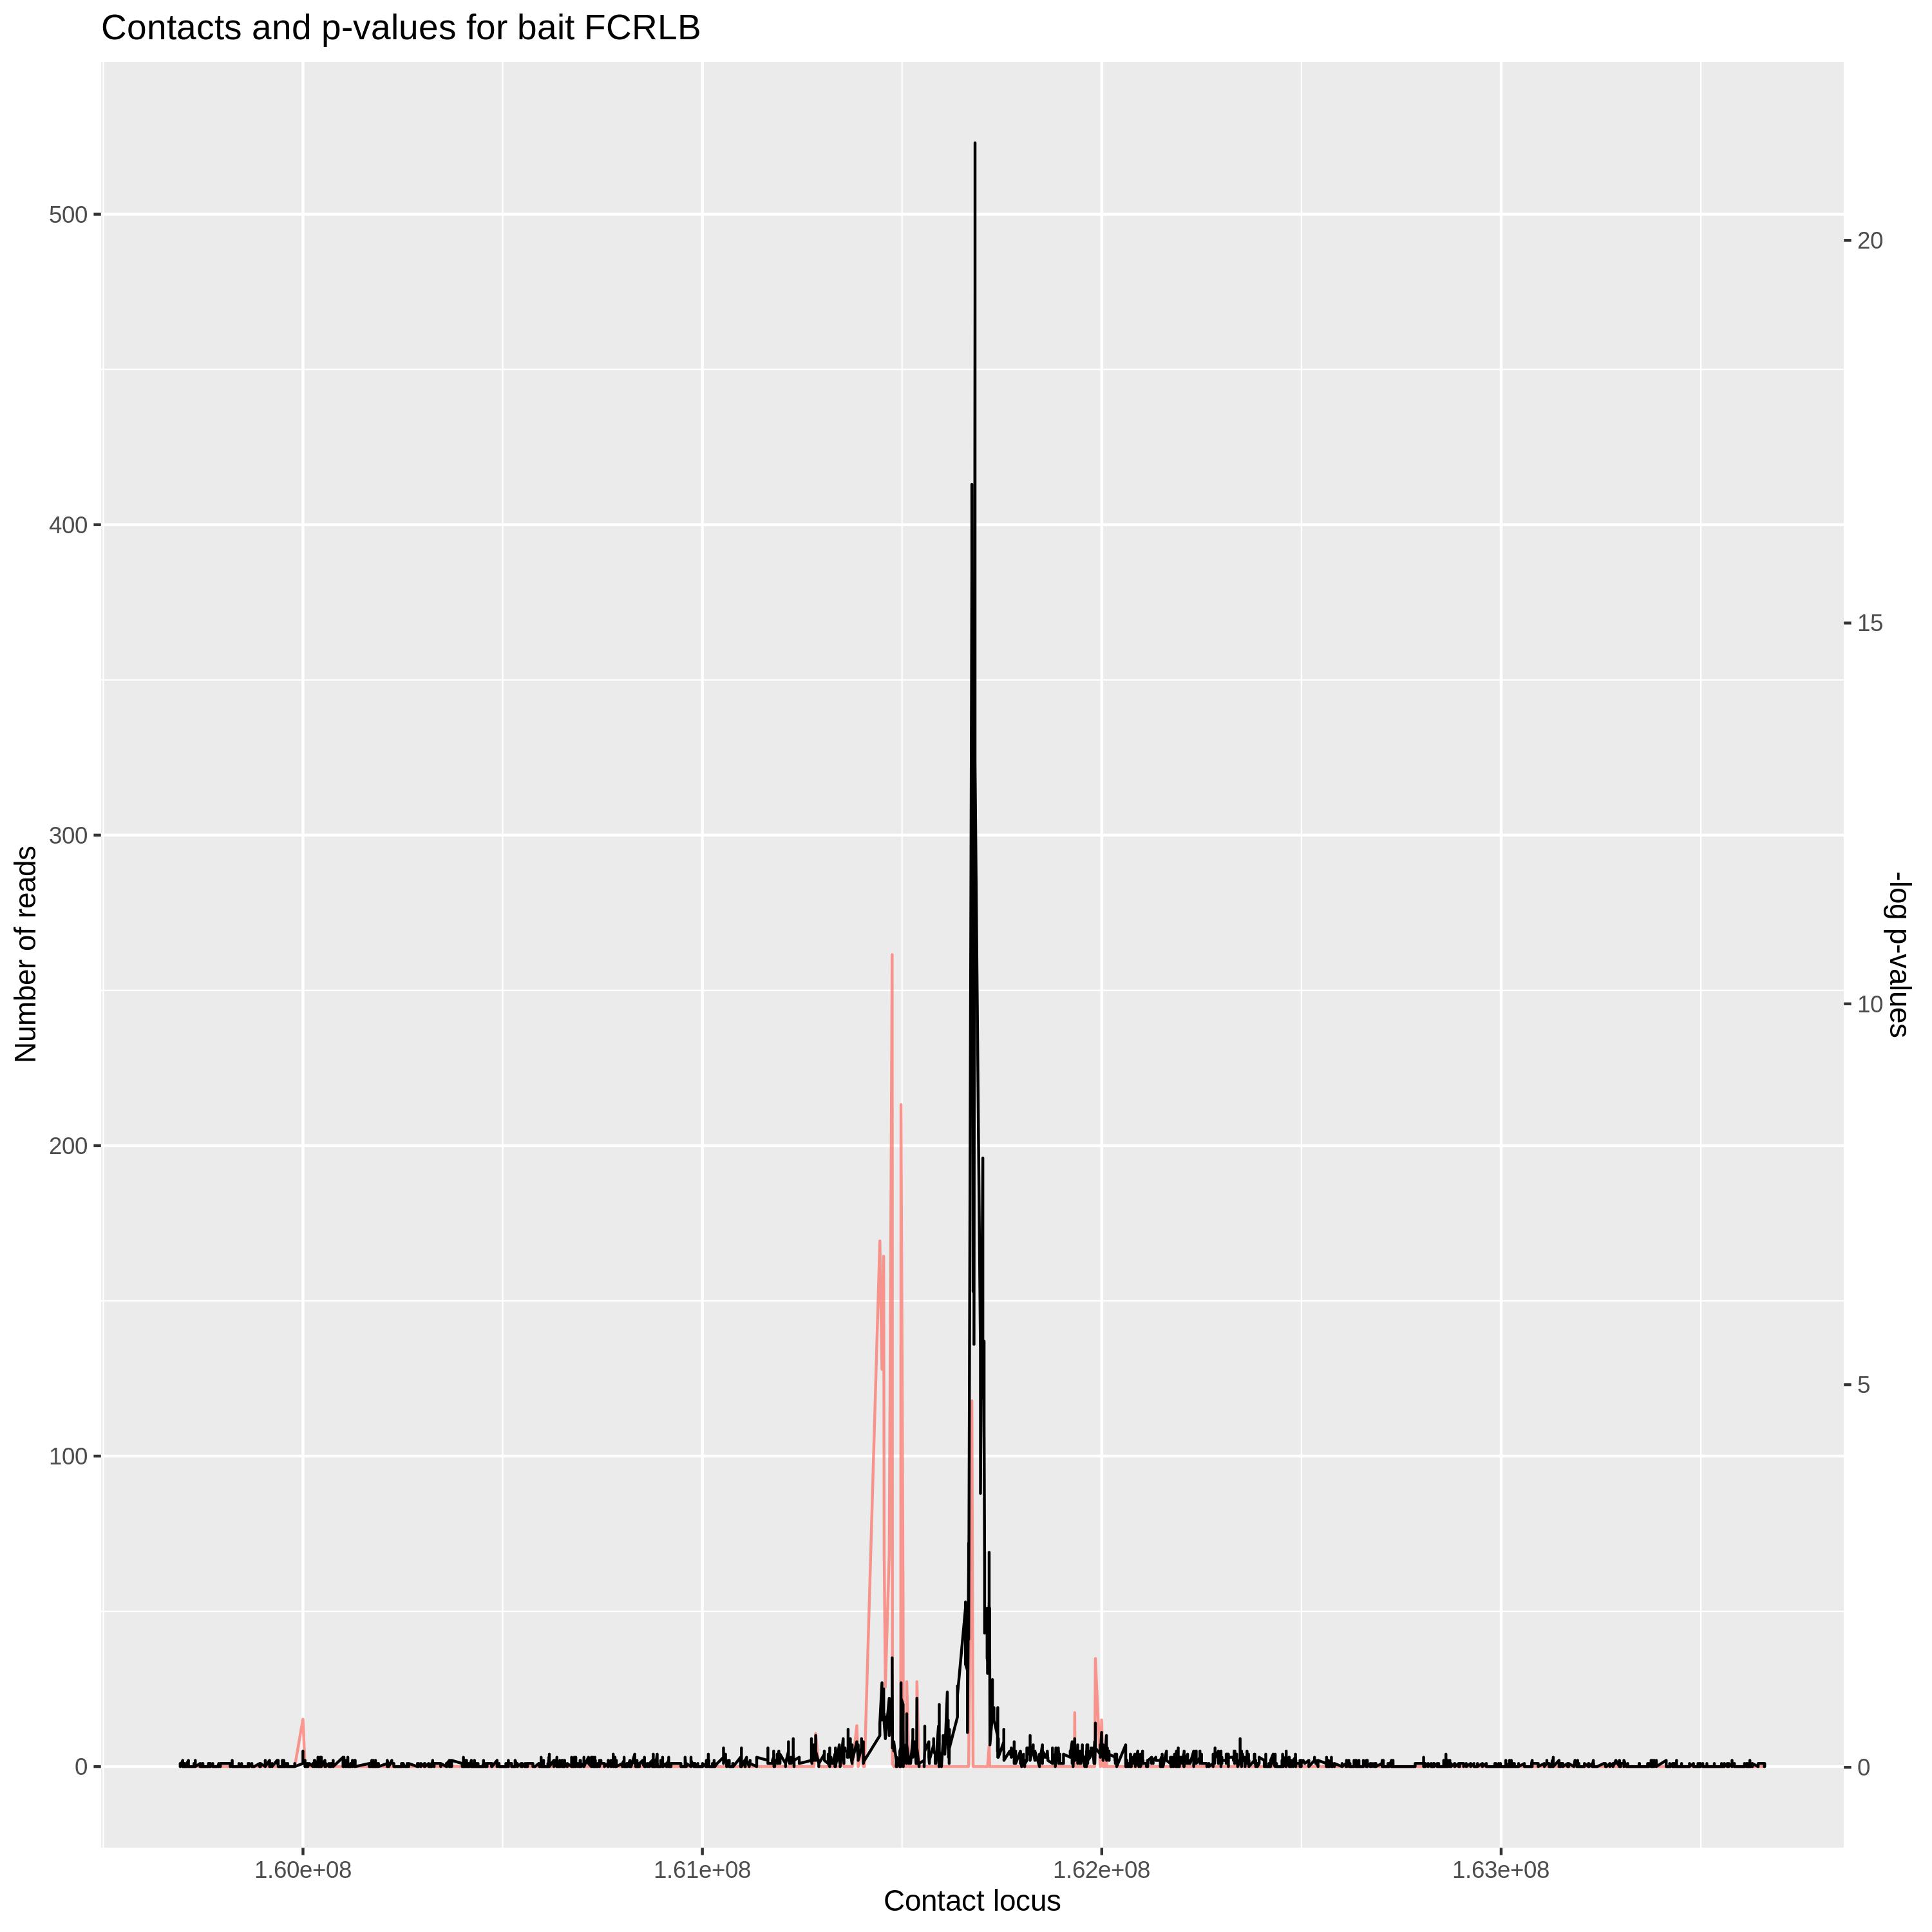 Contacts and p-values for bait FCRLB
Number of reads
500
400
300
200
100
0
20
15
10
5
0
-log p-values
1.60e+08 1.61e+08 1.62e+08 1.63e+08
Contact locus